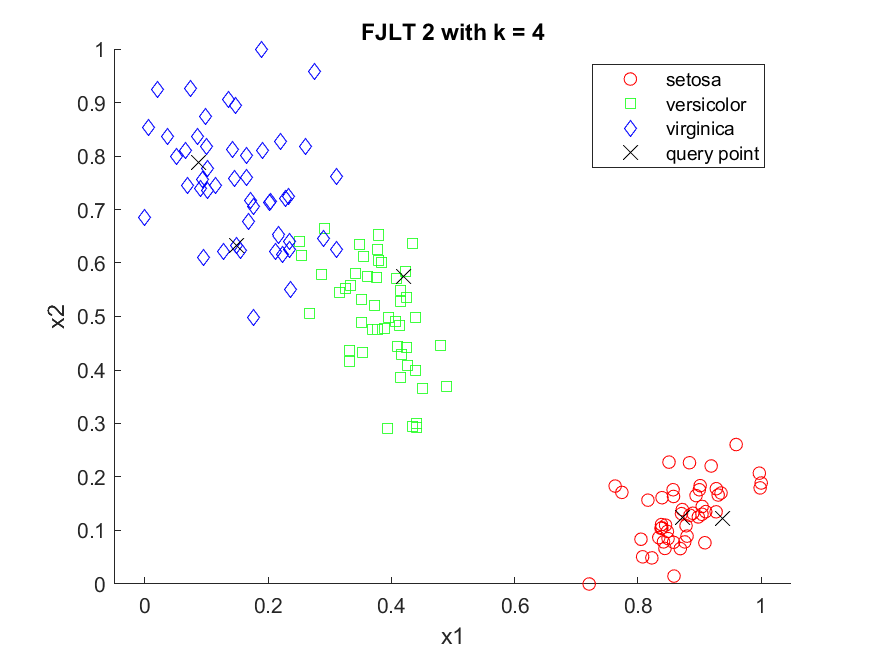 FJLT 2 with k = 4
setosa
versicolor
virginica
query point
1
0.9
0.8
0.7
0.6
0.5
0.4
0.3
0.2
0.1
0
x2
0 0.2 0.4 0.6 0.8 1
x1